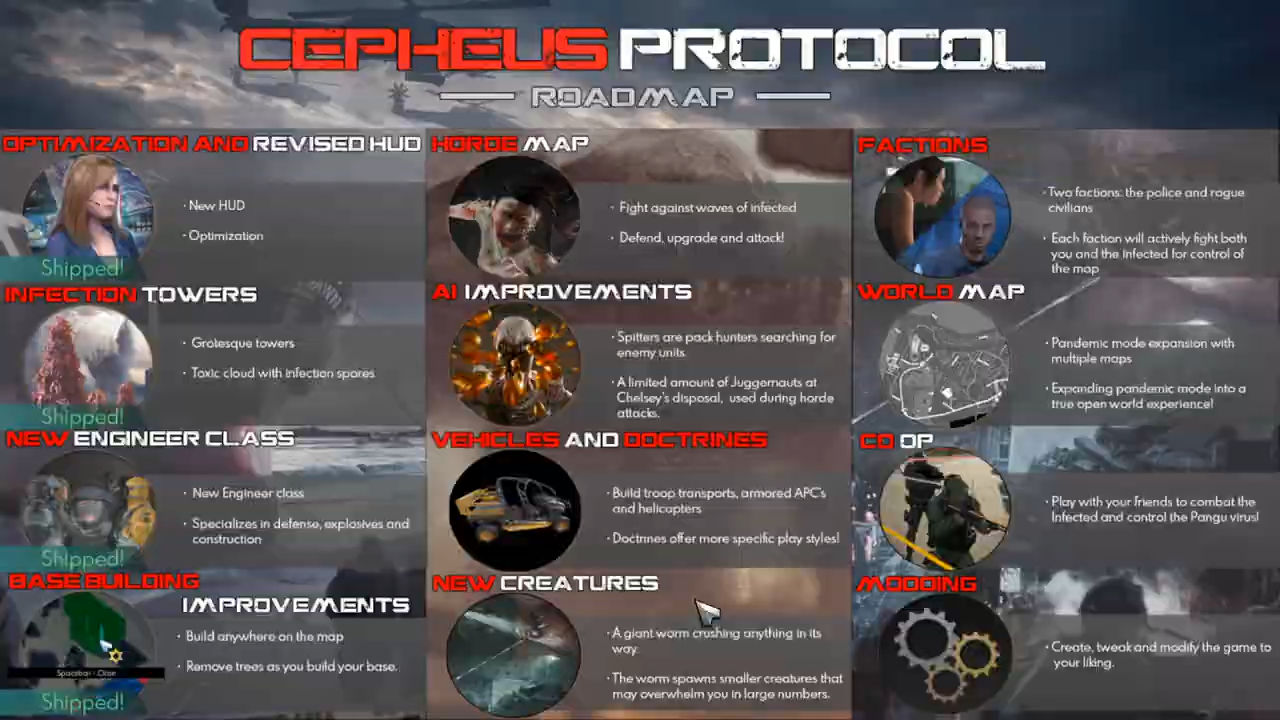 CEPHEUS PROTOCOL
ROADMAP
OPTIMIZATION AND REVISED HUD
· New HUD
· Optimization
Shipped!
INFECTION TOWERS
· Grotesque towers
· Toxic cloud with infection spores
Shipped!
NEW ENGINEER CLASS
· New Engineer class
· Specializes in defense, explosives and
construction
Shipped!
BASE BUILDING
IMPROVEMENTS
· Build anywhere on the map
· Remove trees as you build your base.
Spacebar - Close
Shipped!
HORDE MAP
· Fight against waves of infected
· Defend, upgrade and attack!
AI IMPROVEMENTS
· Spitters are pack hunters searching for
enemy units
· A limited amount of Juggernauts at
Chelsey's disposal, used during horde
attacks.
VEHICLES AND DOCTRINES
· Build troop transports, armored APC's
and helicopters
· Doctrines offer more specific play styles!
NEW CREATURES
· A giant worm crushing anything in its
way.
· The worm spawns smaller creatures that
may overwhelm you in large numbers.
FACTIONS
· Two factions: the police and rogue
civilians
· Each faction will actively fight both
you and the infected for control of
the map
WORLD MAP
· Pandemic mode expansion with
multiple maps
· Expanding pandemic mode into a
true open world experience!
CO OP
· Play with your friends to combat the
Infected and control the Pangu virus!
MODDING
· Create, tweak and modify the game to
your liking.